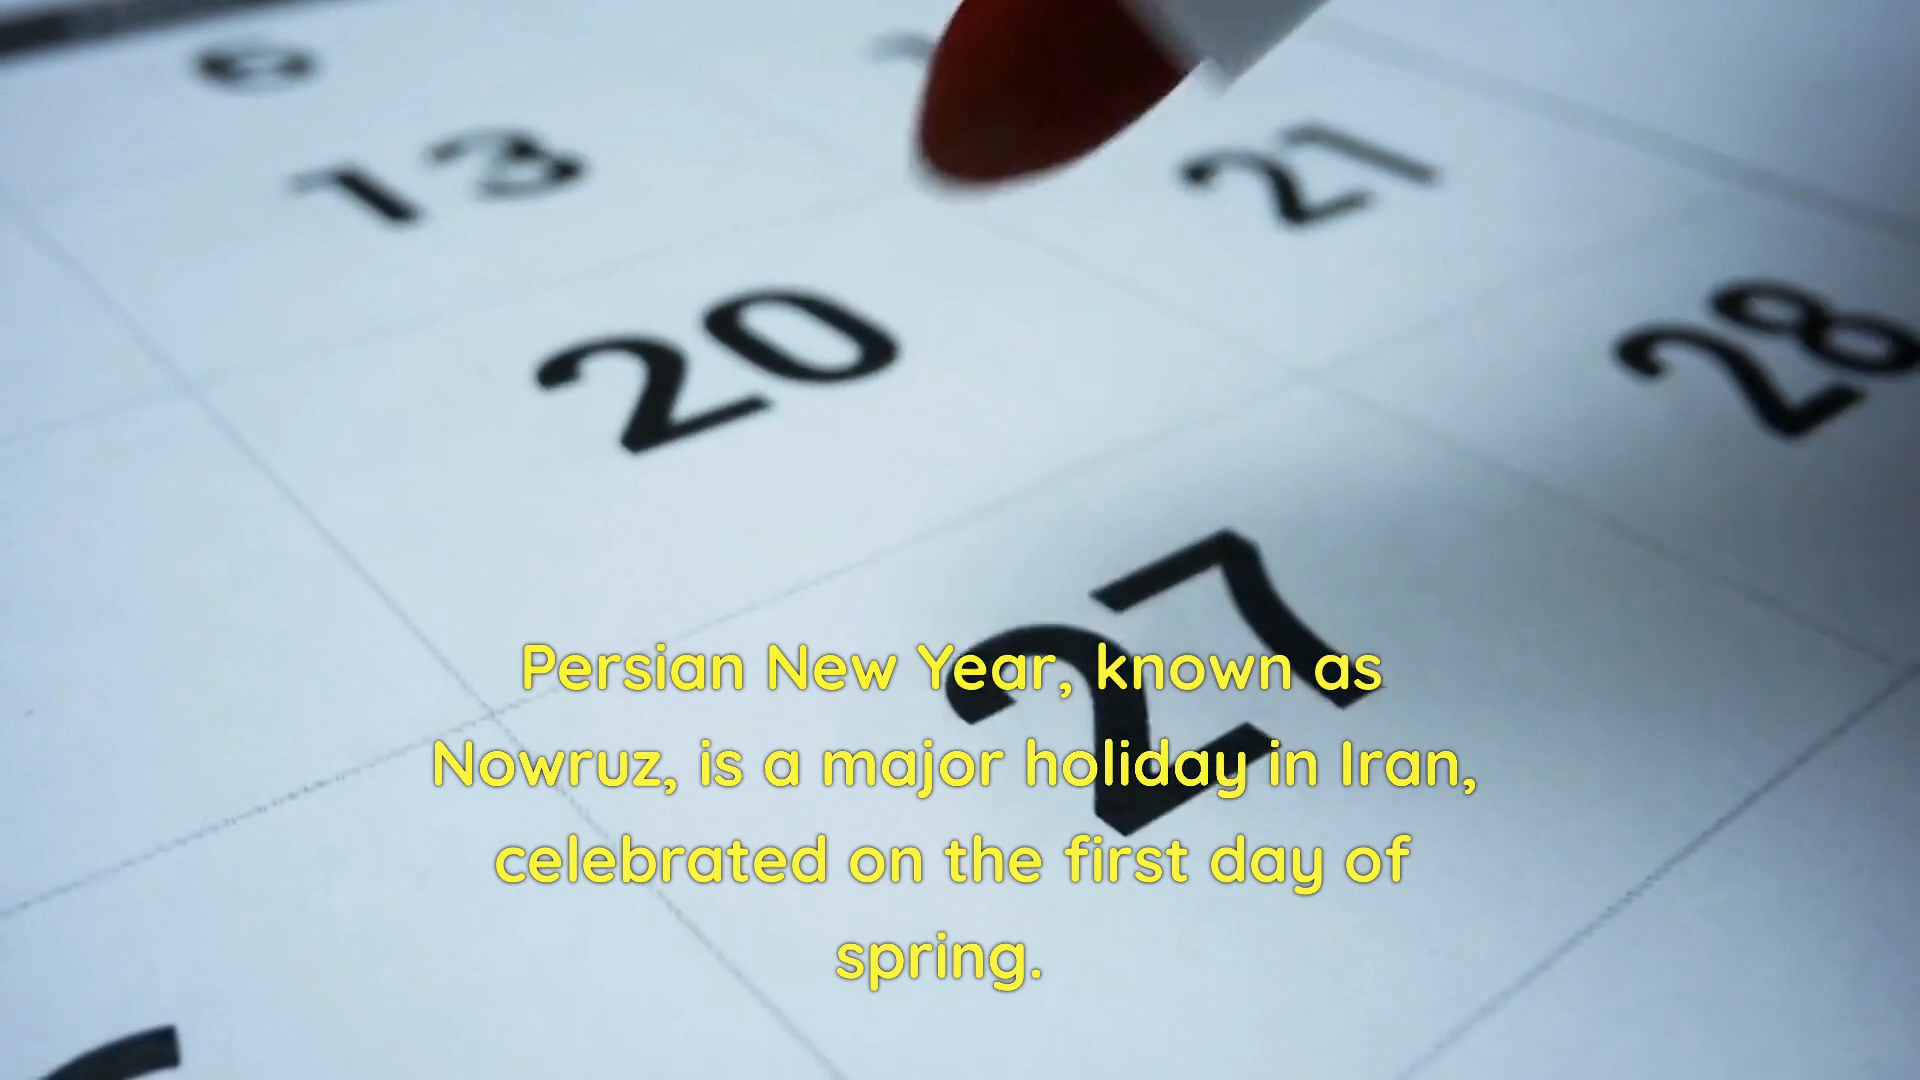 6
13
21
20
28
27
Persian New Year, known as
Nowruz, is a major holiday in Iran,
celebrated on the first day of
spring.